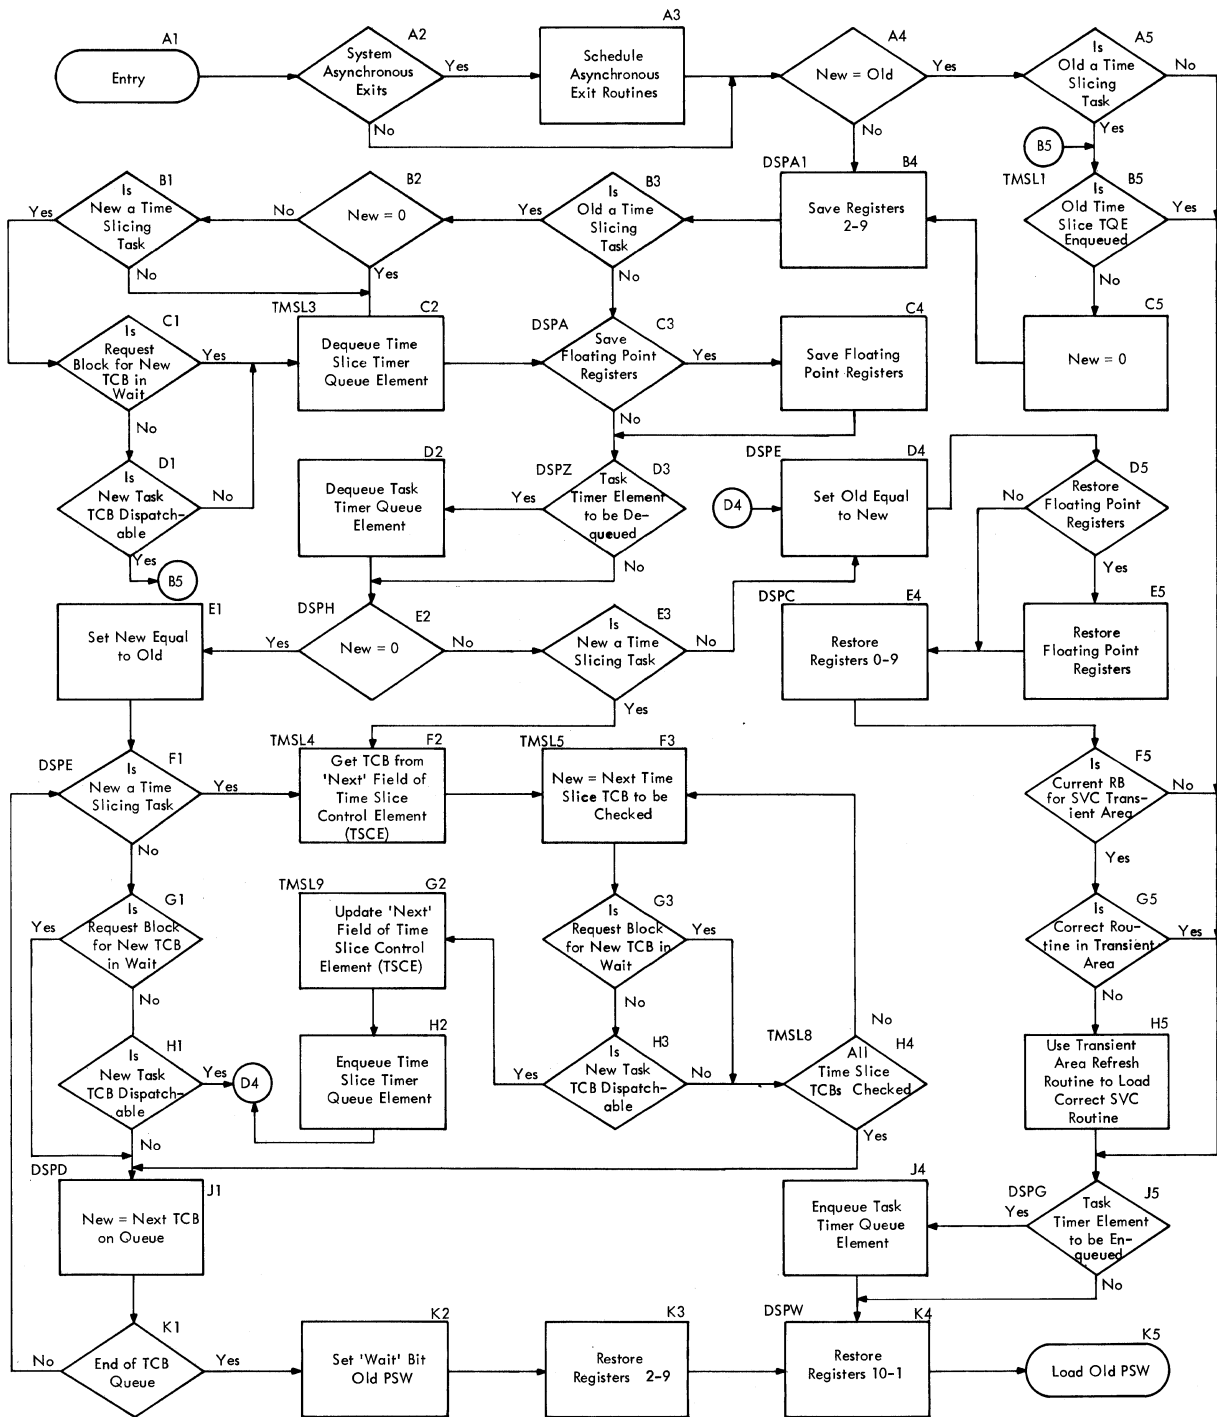 A1
Entry
A2
System
Asynchronous
Exits
Yes
No
A3
Schedule
Asynchronous
Exit Routines
A4
New = Old
Yes
No
A5
Is
Old a Time
Slicing
Task
No
Yes
B5
B1
Is
New a Time
Slicing
Task
Yes
No
B2
New = 0
No
Yes
B3
Is
Old a Time
Slicing
Task
Yes
No
DSPA1
B4
Save Registers
2-9
TMSL1
B5
Is
Old Time
Slice TQE
Enqueued
Yes
No
C1
Is
Request
Block for New
TCB in
Wait
Yes
No
TMSL3
C2
Dequeue Time
Slice Timer
Queue Element
DSPA
C3
Save
Floating Point
Registers
Yes
No
C4
Save Floating
Point Registers
C5
New = 0
D1
Is
New Task
TCB Dispatch-
able
No
Yes
B5
D2
Dequeue Task
Timer Queue
Element
DSPZ
D3
Task
Timer Element
to be De-
queued
Yes
No
DSPE
D4
D4
Set Old Equal
to New
D5
Restore
Floating Point
Registers
No
Yes
E1
Set New Equal
to Old
DSPH
E2
New = 0
Yes
No
E3
Is
New a Time
Slicing Task
No
Yes
DSPC
E4
Restore
Registers 0-9
E5
Restore
Floating Point
Registers
DSPE
F1
Is
New a Time
Slicing Task
Yes
No
TMSL4
F2
Get TCB from
'Next' Field of
Time Slice
Control Element
(TSCE)
TMSL5
F3
New = Next Time
Slice TCB to be
Checked
F5
Is
Current RB
for SVC Tran-
ient Area
No
Yes
G1
Is
Request Block
for New TCB
in Wait
Yes
No
TMSL9
G2
Update 'Next'
Field of Time
Slice Control
Element (TSCE)
G3
Is
Request Block
for New TCB in
Wait
Yes
No
G5
Is
Correct Rou-
tine in Transient
Area
Yes
No
H1
Is
New Task
TCB Dispatch-
able
Yes
No
D4
H2
Enqueue Time
Slice Timer
Queue Element
H3
Is
New Task
TCB Dispatch-
able
Yes
No
TMSL8
H4
All
Time Slice
TCBs Checked
No
Yes
H5
Use Transient
Area Refresh
Routine to Load
Correct SVC
Routine
DSPD
J1
New = Next TCB
on Queue
J4
Enqueue Task
Timer Queue
Element
DSPG
J5
Task
Timer Element
to be En-
queued
Yes
No
K1
End of TCB
Queue
No
Yes
K2
Set 'Wait' Bit
Old PSW
K3
Restore
Registers 2-9
DSPW
K4
Restore
Registers 10-1
K5
Load Old PSW